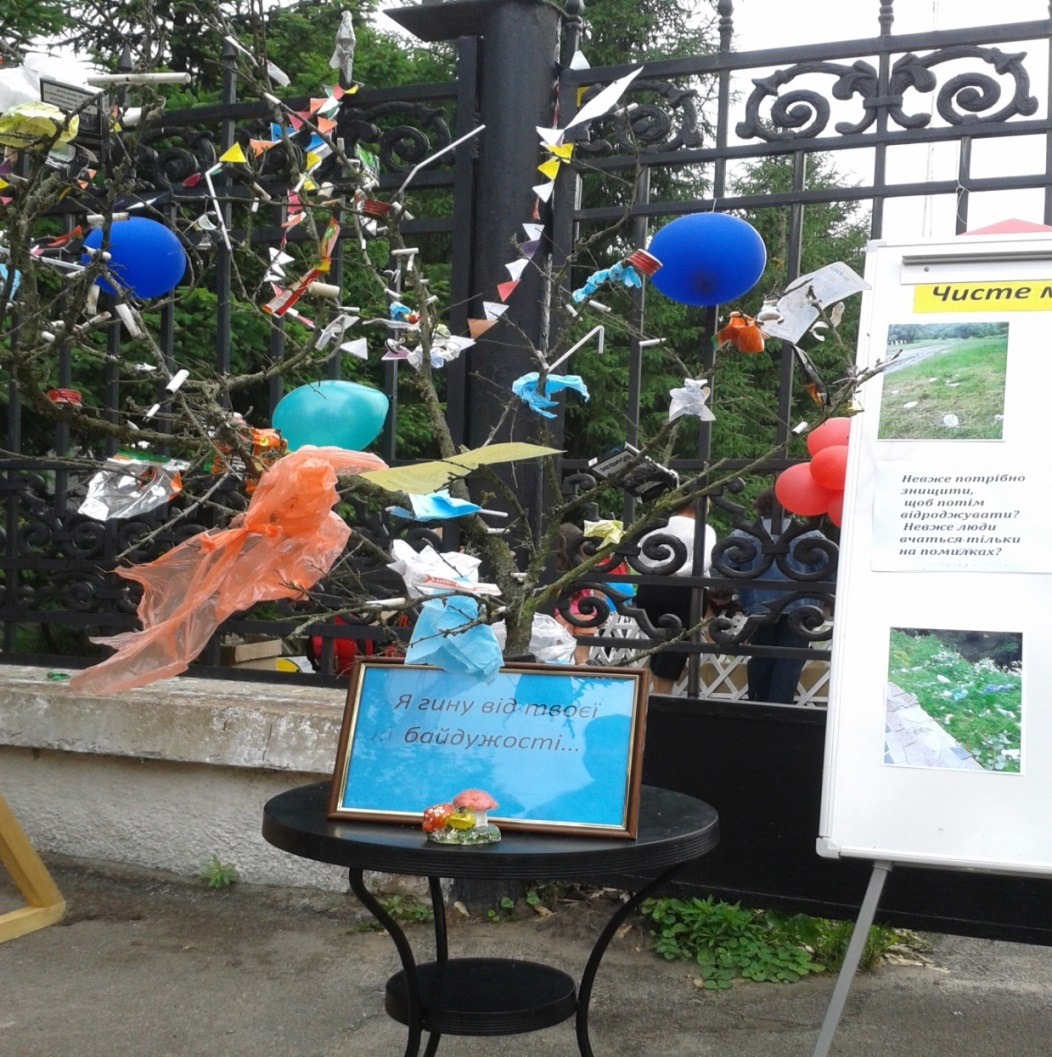 Чисте м
Невже потрібно
знищити,
щоб потім
відроджувати?
Невже люди
вчаться тільки
на помилках?
Я гину від твоєї
байдужості...